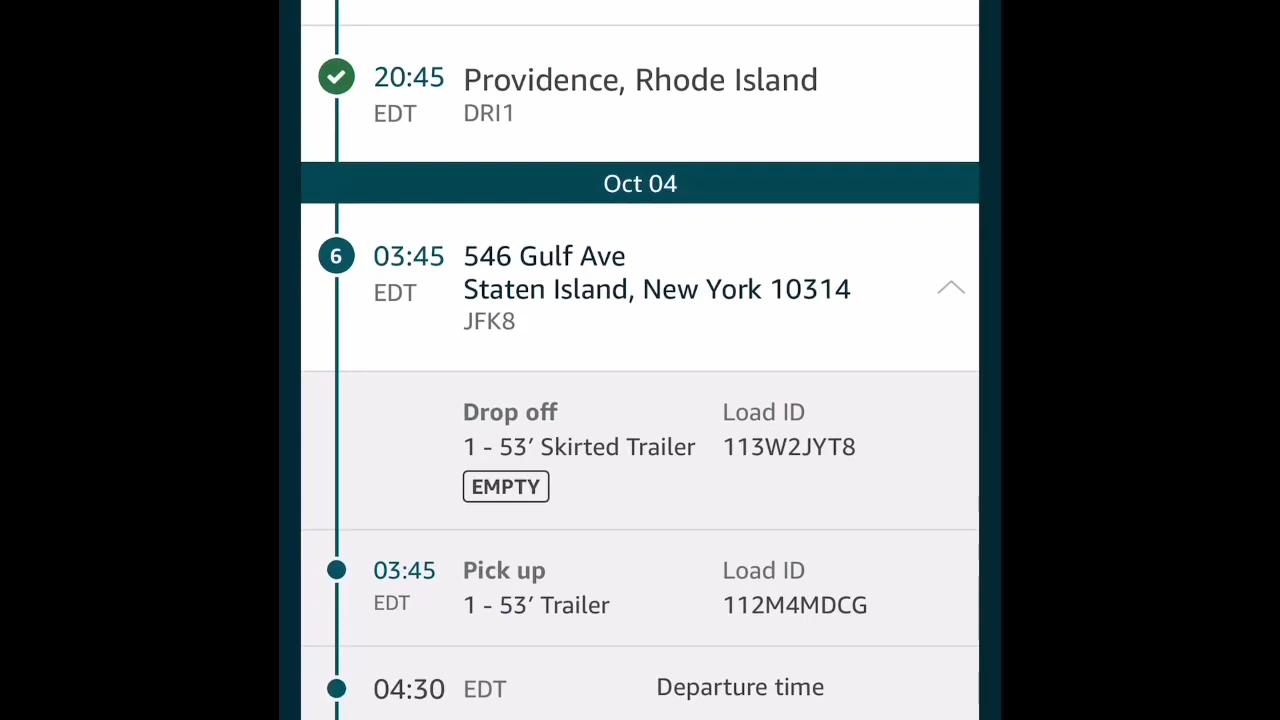 20:45 Providence, Rhode Island
EDT DRI1
Oct 04
6 03:45 546 Gulf Ave
EDT Staten Island, New York 10314
JFK8
Drop off Load ID
1 - 53’ Skirted Trailer 113W2JYT8
EMPTY
03:45 Pick up Load ID
EDT 1 - 53’ Trailer 112M4MDCG
04:30 EDT Departure time